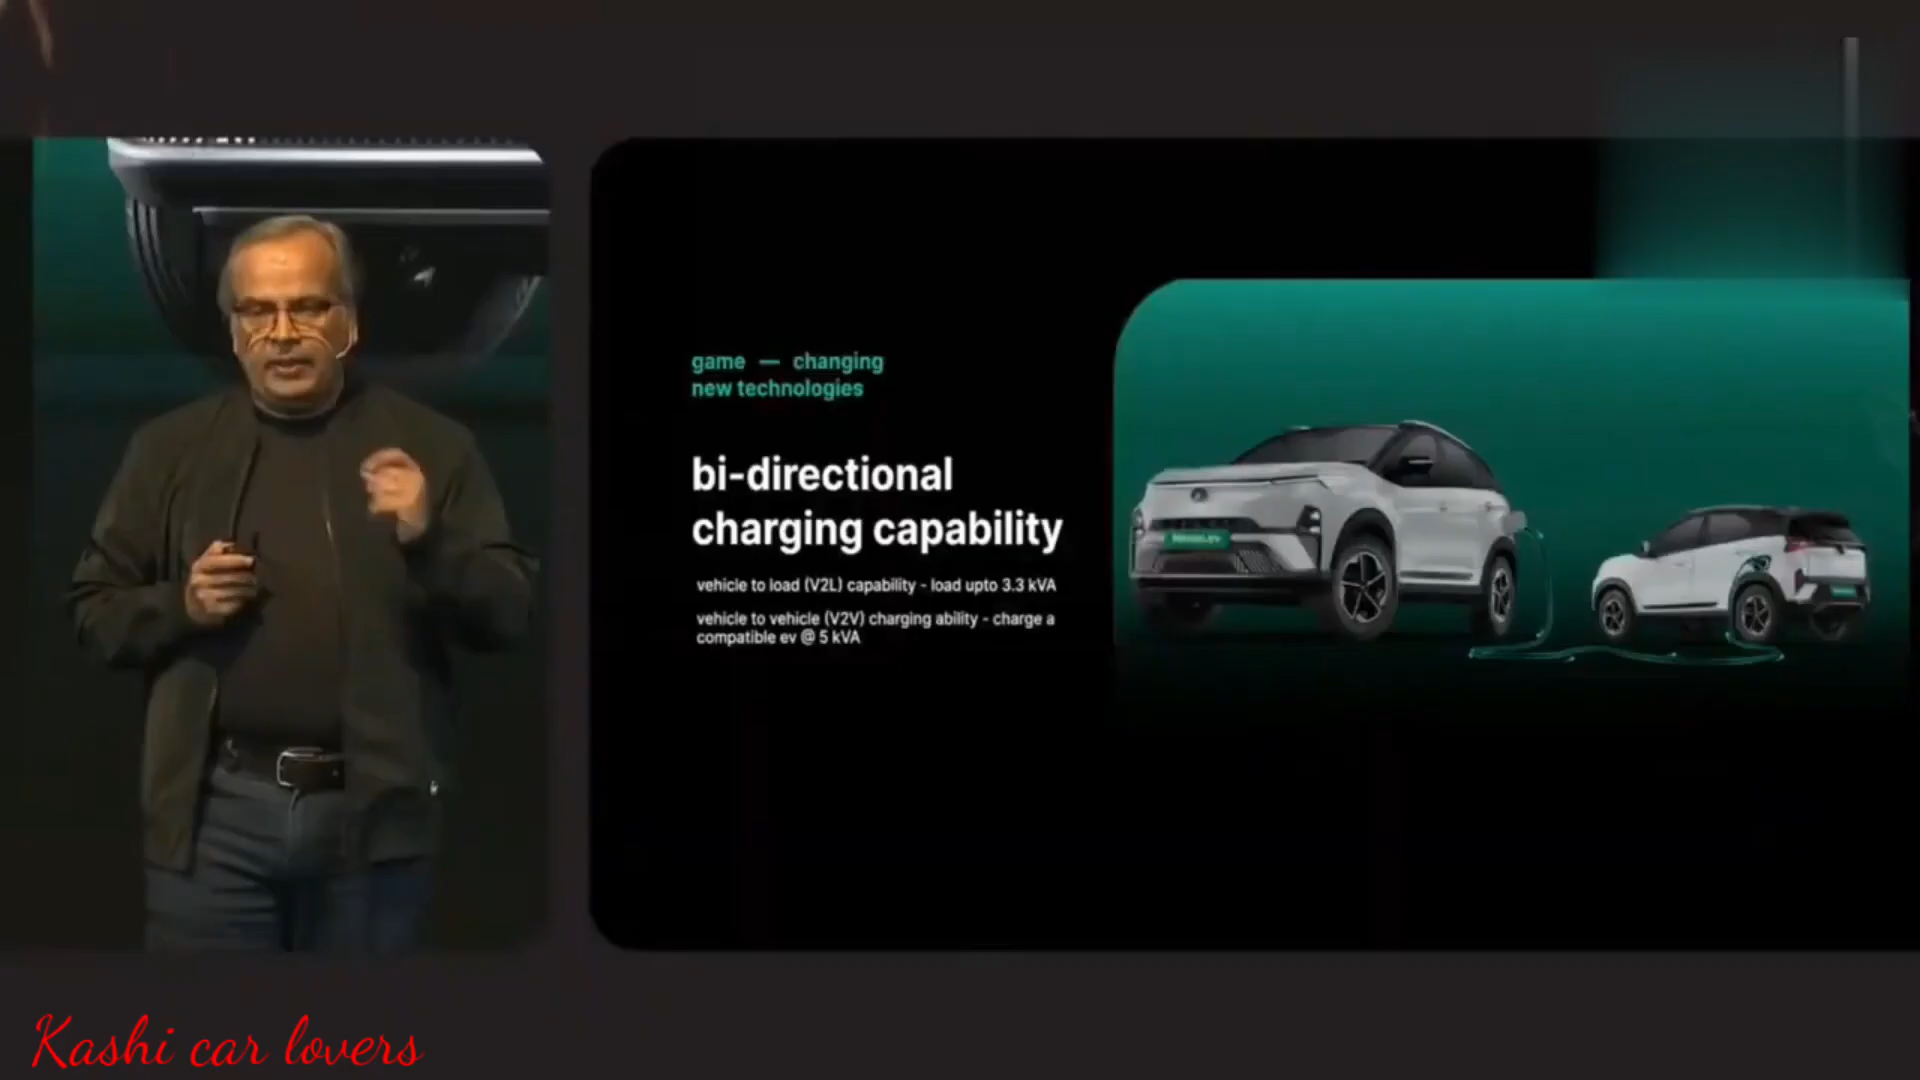 game — changing
new technologies
bi-directional
charging capability
vehicle to load (V2L) capability - load upto 3.3 kVA
vehicle to vehicle (V2V) charging ability - charge a
compatible ev @ 5 kVA
Kashi car lovers